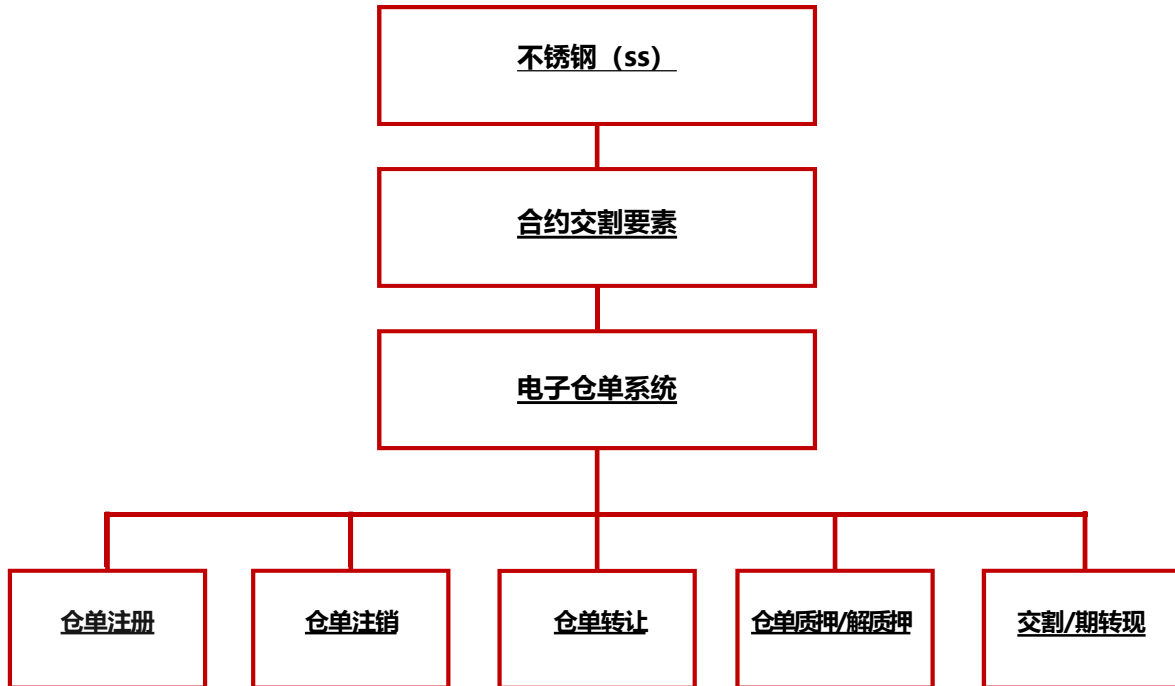 不锈钢（ss）
合约交割要素
电子仓单系统
仓单注册
仓单注销
仓单转让
仓单质押/解质押
交割/期转现